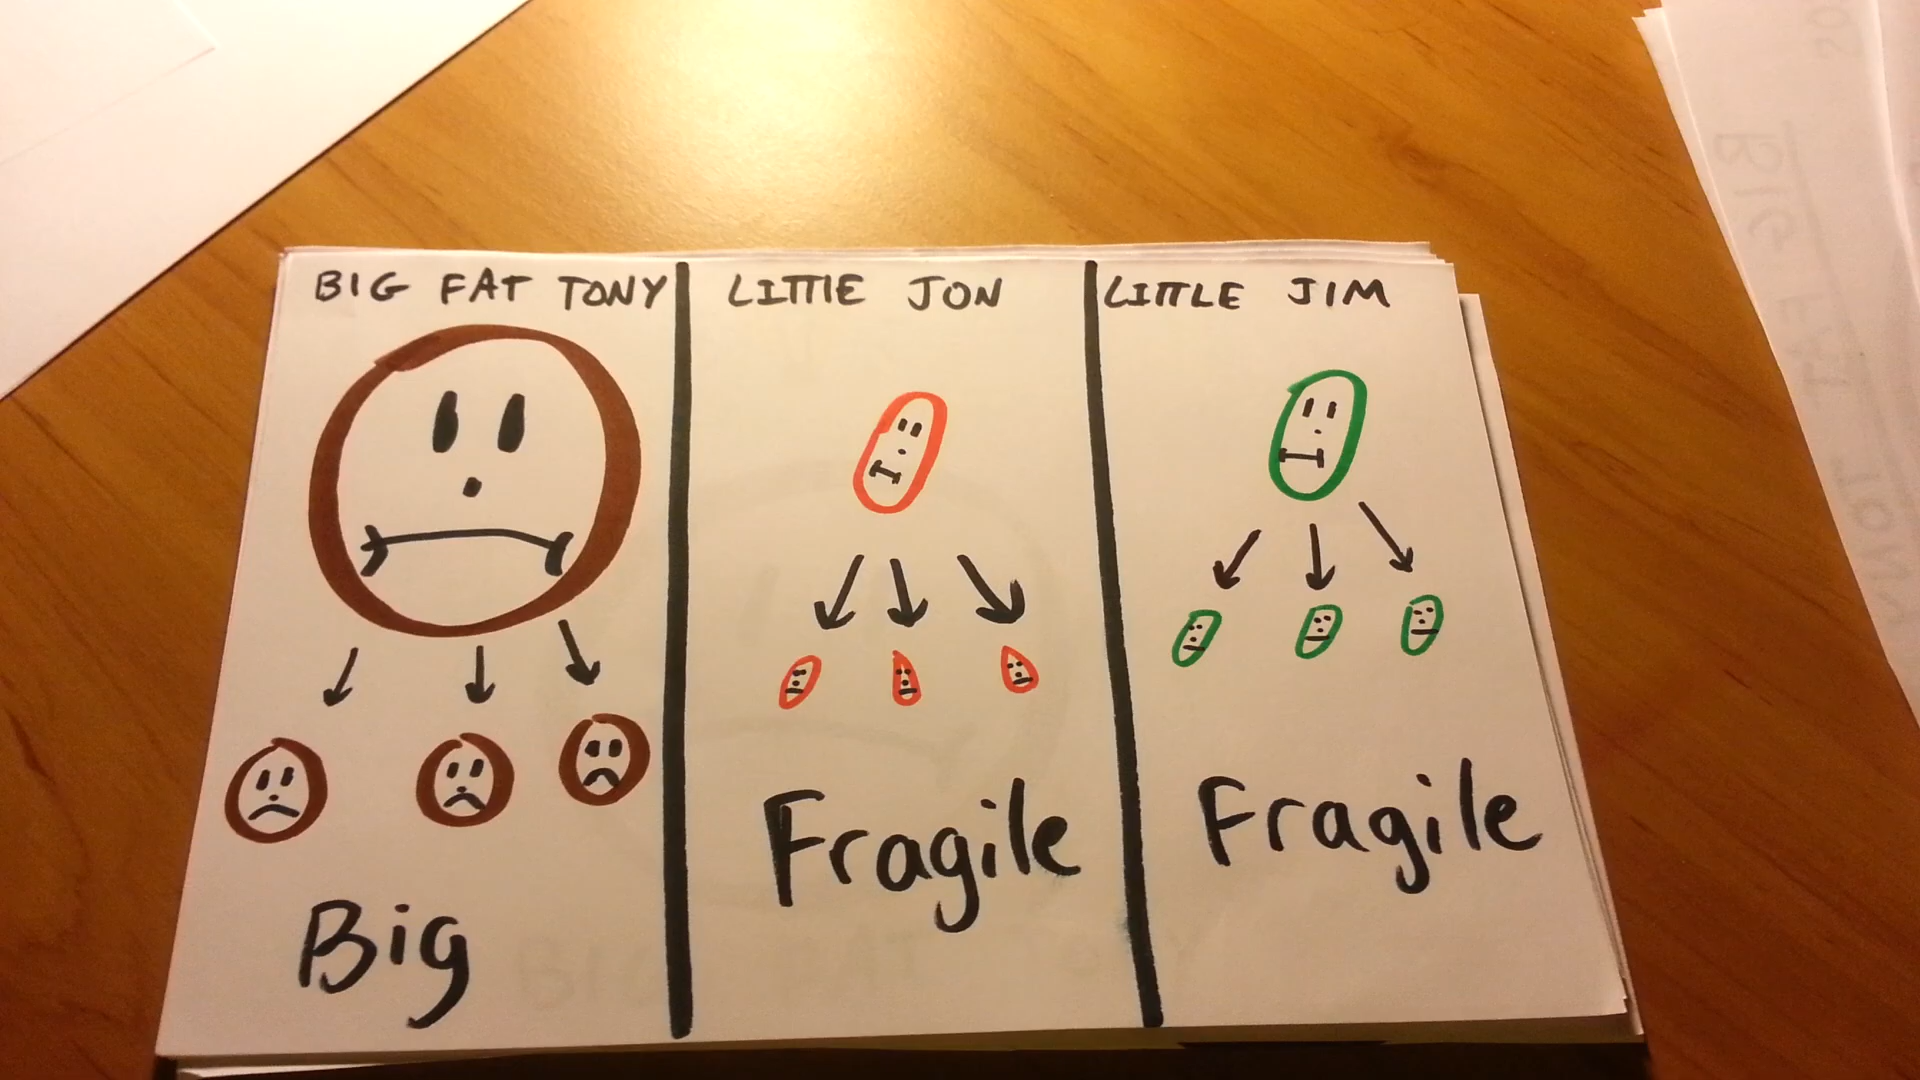 BIG FAT TONY
LITTLE JON
LITTLE JIM
Big
Fragile
Fragile